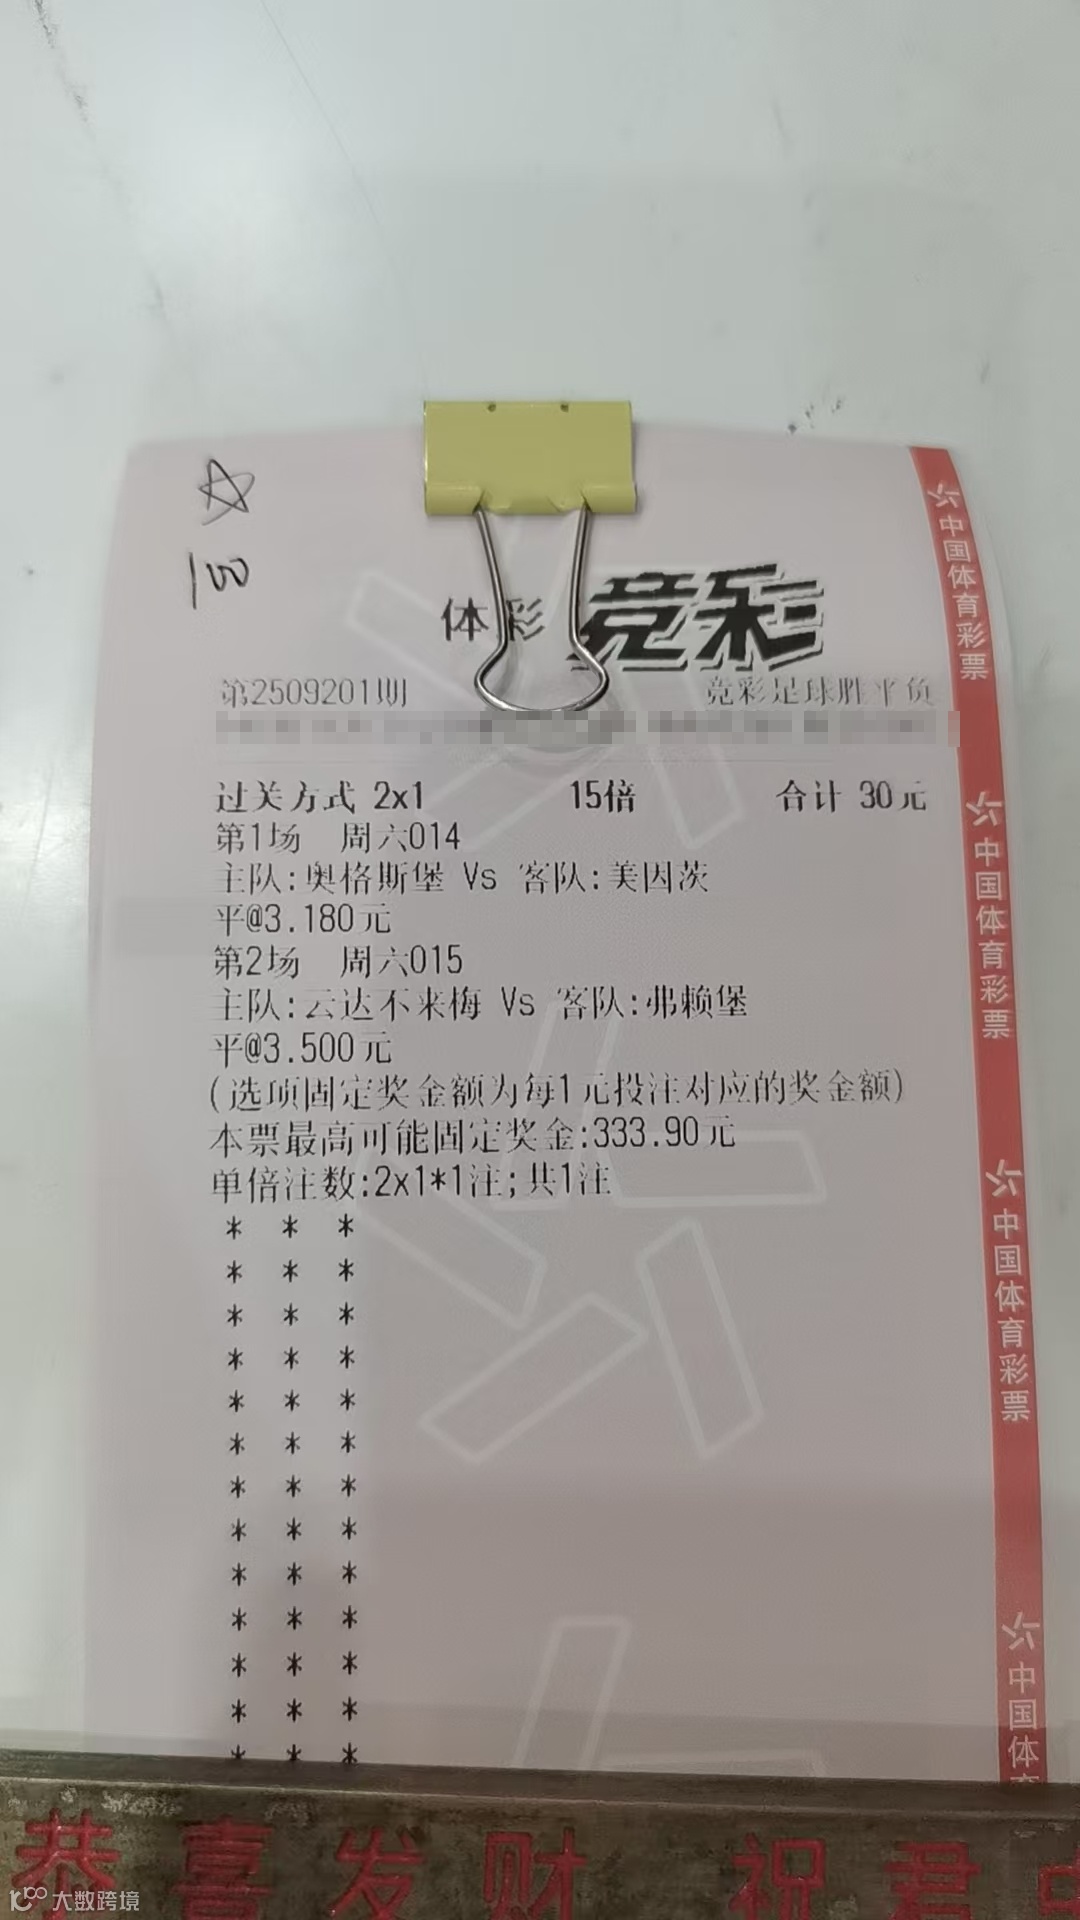 体彩 竞彩
第2509201期 竞彩足球胜平负
过关方式 2x1 15倍 合计 30元
第1场 周六014
主队:奥格斯堡 Vs 客队:美因茨
平@3.180元
第2场 周六015
主队:云达不来梅 Vs 客队:弗赖堡
平@3.500元
(选项固定奖金额为每1元投注对应的奖金额)
本票最高可能固定奖金:333.90元
单倍注数:2x1*1注;共1注
* * *
* * *
* * *
* * *
* * *
* * *
* * *
* * *
* * *
* * *
* * *
* * *
* * *
中国体育彩票
中国体育彩票
中国体育彩票
中国体
恭喜发财 祝君
大数跨境